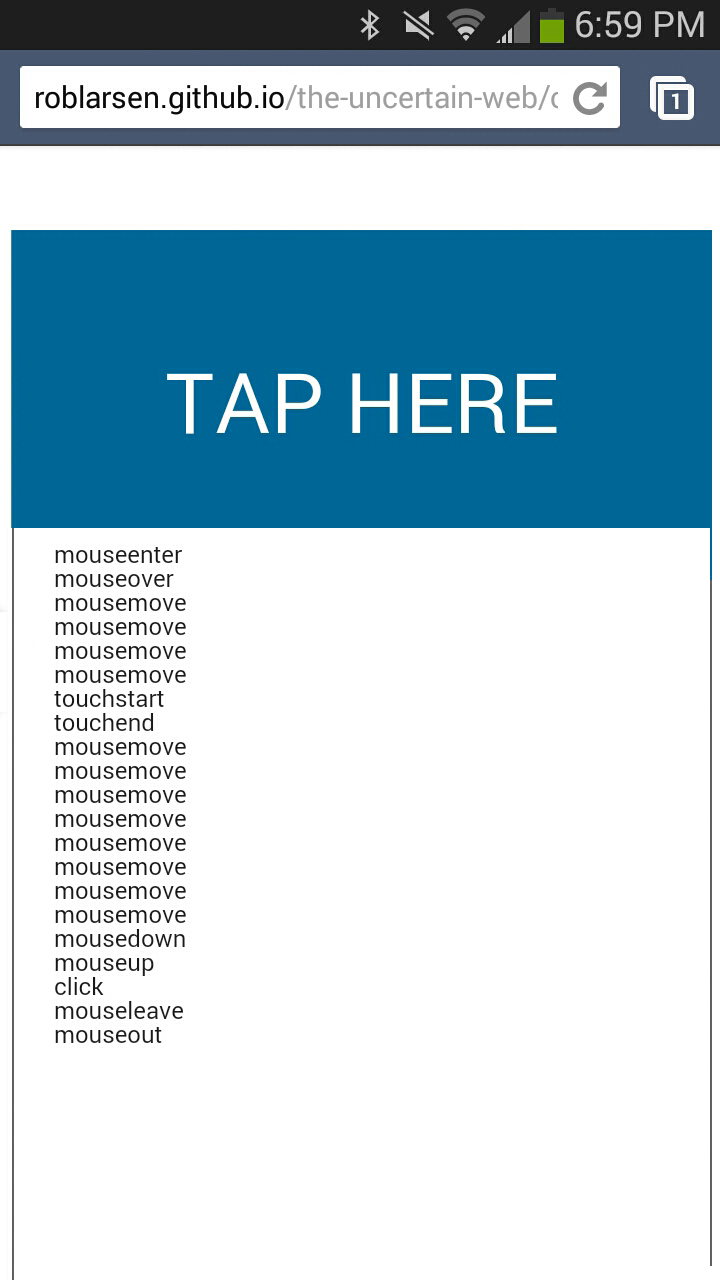 6:59 PM
roblarsen.github.io/the-uncertain-web/c
1
TAP HERE
mouseenter
mouseover
mousemove
mousemove
mousemove
mousemove
touchstart
touchend
mousemove
mousemove
mousemove
mousemove
mousemove
mousemove
mousemove
mousemove
mousedown
mouseup
click
mouseleave
mouseout